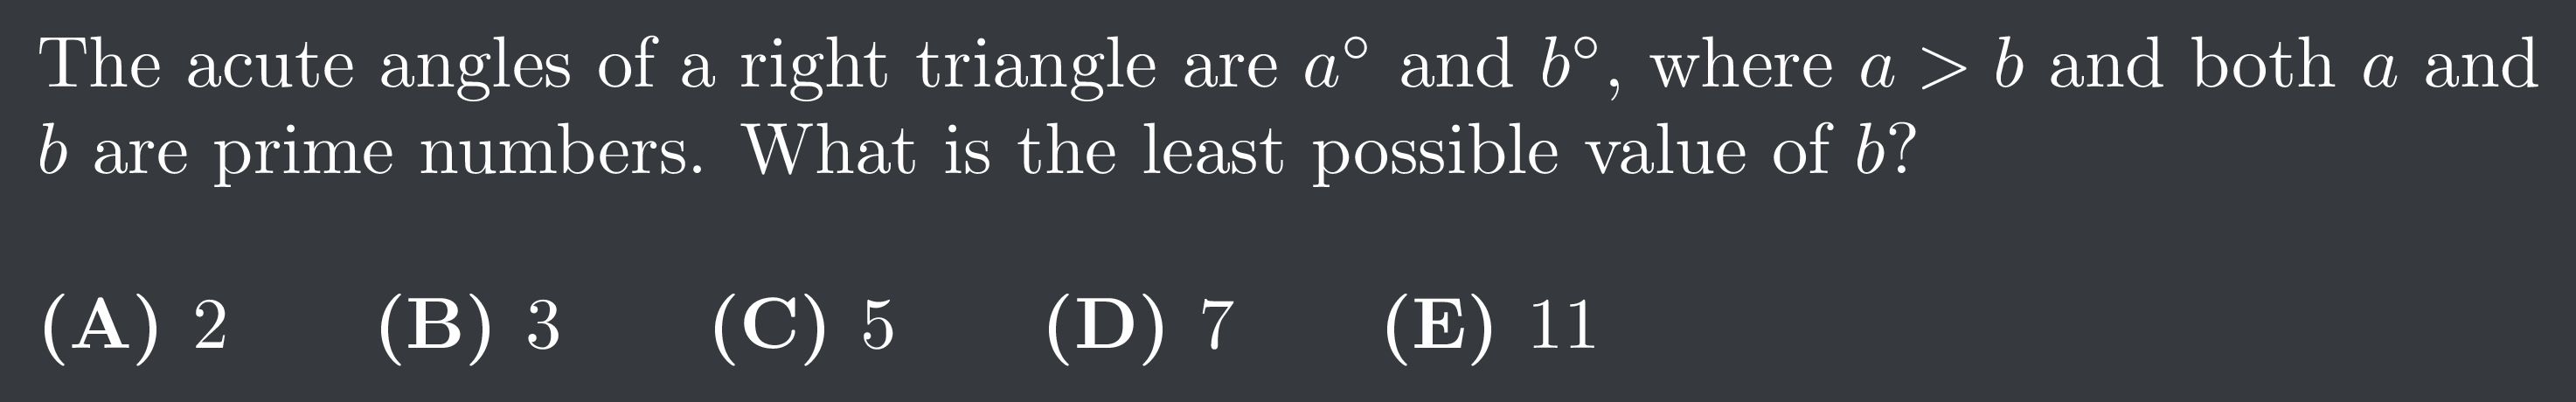 The acute angles of a right triangle are a° and b°, where a > b and both a and
b are prime numbers. What is the least possible value of b?
(A) 2 (B) 3 (C) 5 (D) 7 (E) 11